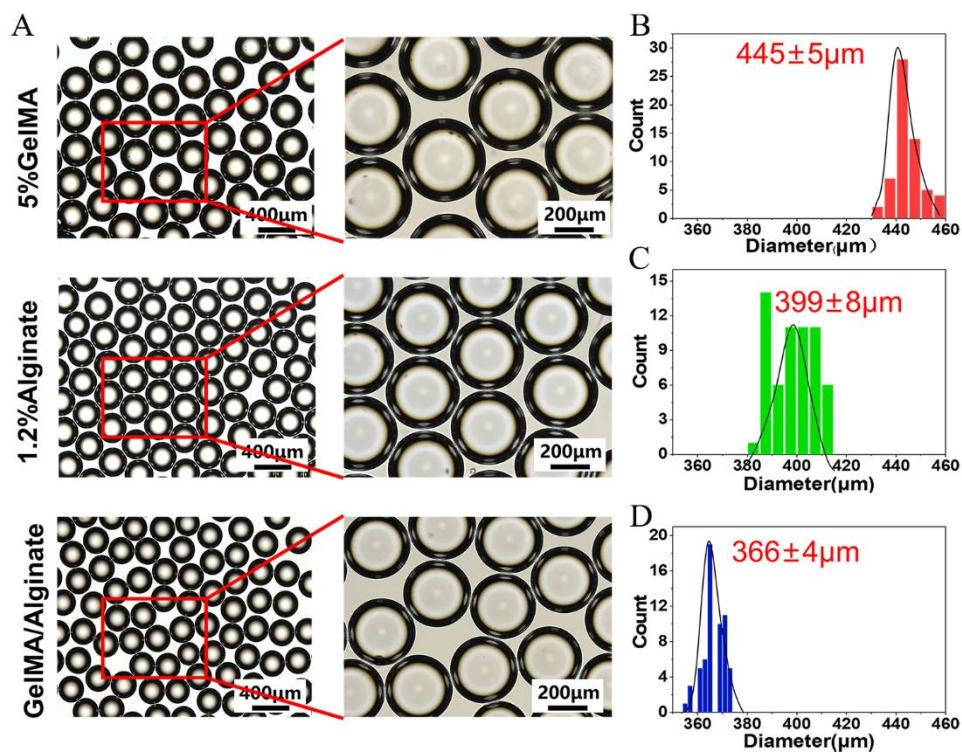 A
5%GelMA
400μm
200μm
1.2%Alginate
400μm
200μm
GelMA/Alginate
400μm
200μm
B
445±5μm
Count
30
25
20
15
10
5
0
360 380 400 420 440 460
Diameter(μm）
C
399±8μm
Count
15
12
9
6
3
0
360 380 400 420 440 460
Diameter(μm)
D
366±4μm
Count
20
16
12
8
4
0
360 380 400 420 440 460
Diameter(μm)